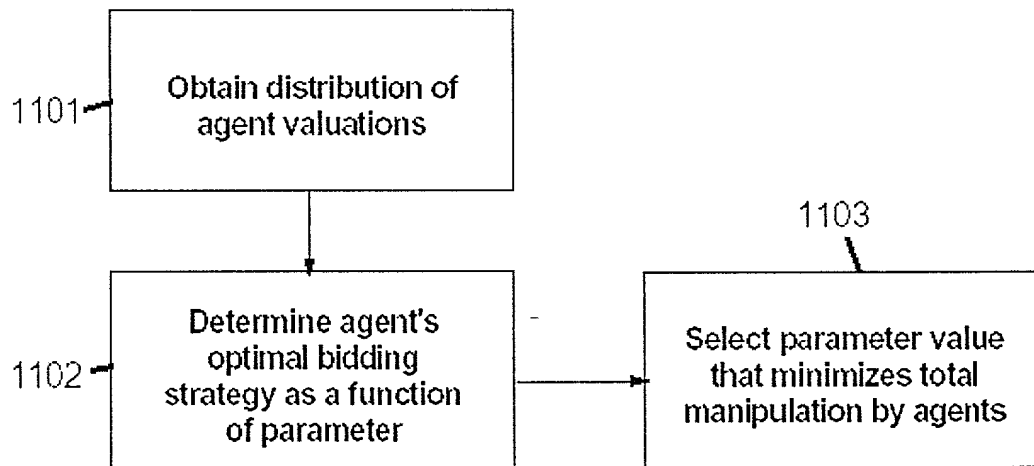 1101
Obtain distribution of
agent valuations
1103
1102
Determine agent's
optimal bidding
strategy as a function
of parameter
Select parameter value
that minimizes total
manipulation by agents